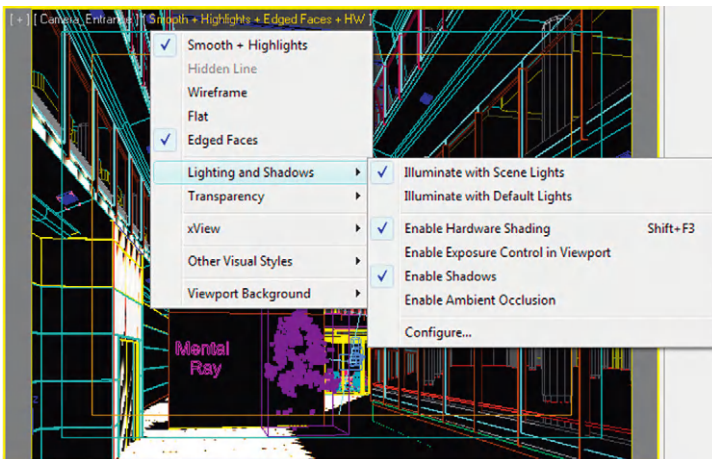 [ + ] [ Camera_Entrance ] [ Smooth + Highlights + Edged Faces + HW ]
Smooth + Highlights
Hidden Line
Wireframe
Flat
Edged Faces
Lighting and Shadows
Transparency
xView
Other Visual Styles
Viewport Background
Illuminate with Scene Lights
Illuminate with Default Lights
Enable Hardware Shading Shift+F3
Enable Exposure Control in Viewport
Enable Shadows
Enable Ambient Occlusion
Configure...
Mental
Ray